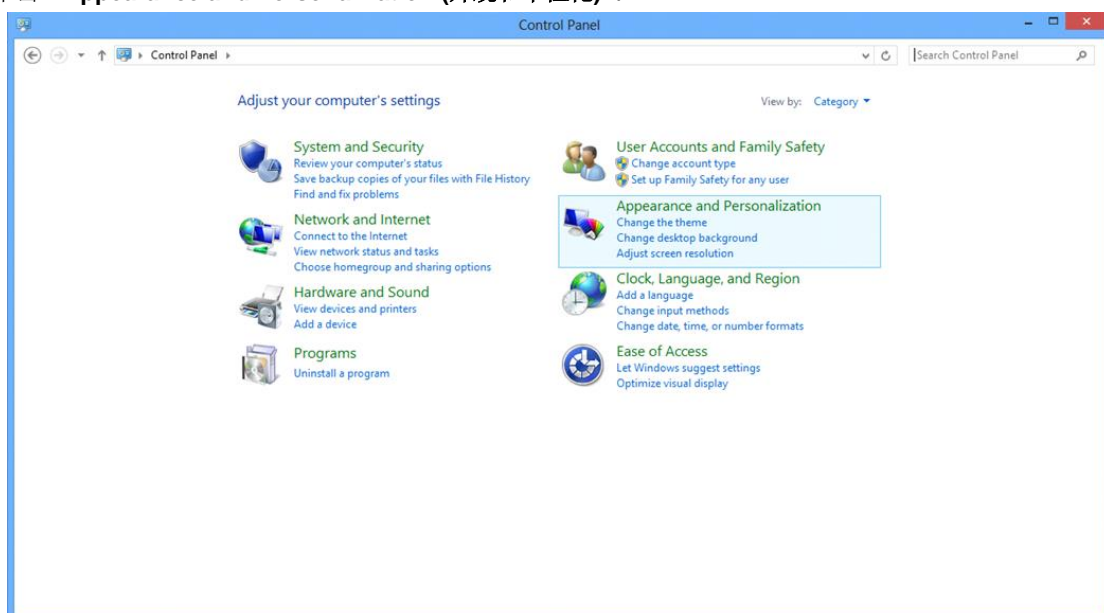 Control Panel
Control Panel
Search Control Panel
Adjust your computer's settings
View by: Category
System and Security
Review your computer's status
Save backup copies of your files with File History
Find and fix problems
Network and Internet
Connect to the Internet
View network status and tasks
Choose homegroup and sharing options
Hardware and Sound
View devices and printers
Add a device
Programs
Uninstall a program
User Accounts and Family Safety
Change account type
Set up Family Safety for any user
Appearance and Personalization
Change the theme
Change desktop background
Adjust screen resolution
Clock, Language, and Region
Add a language
Change input methods
Change date, time, or number formats
Ease of Access
Let Windows suggest settings
Optimize visual display